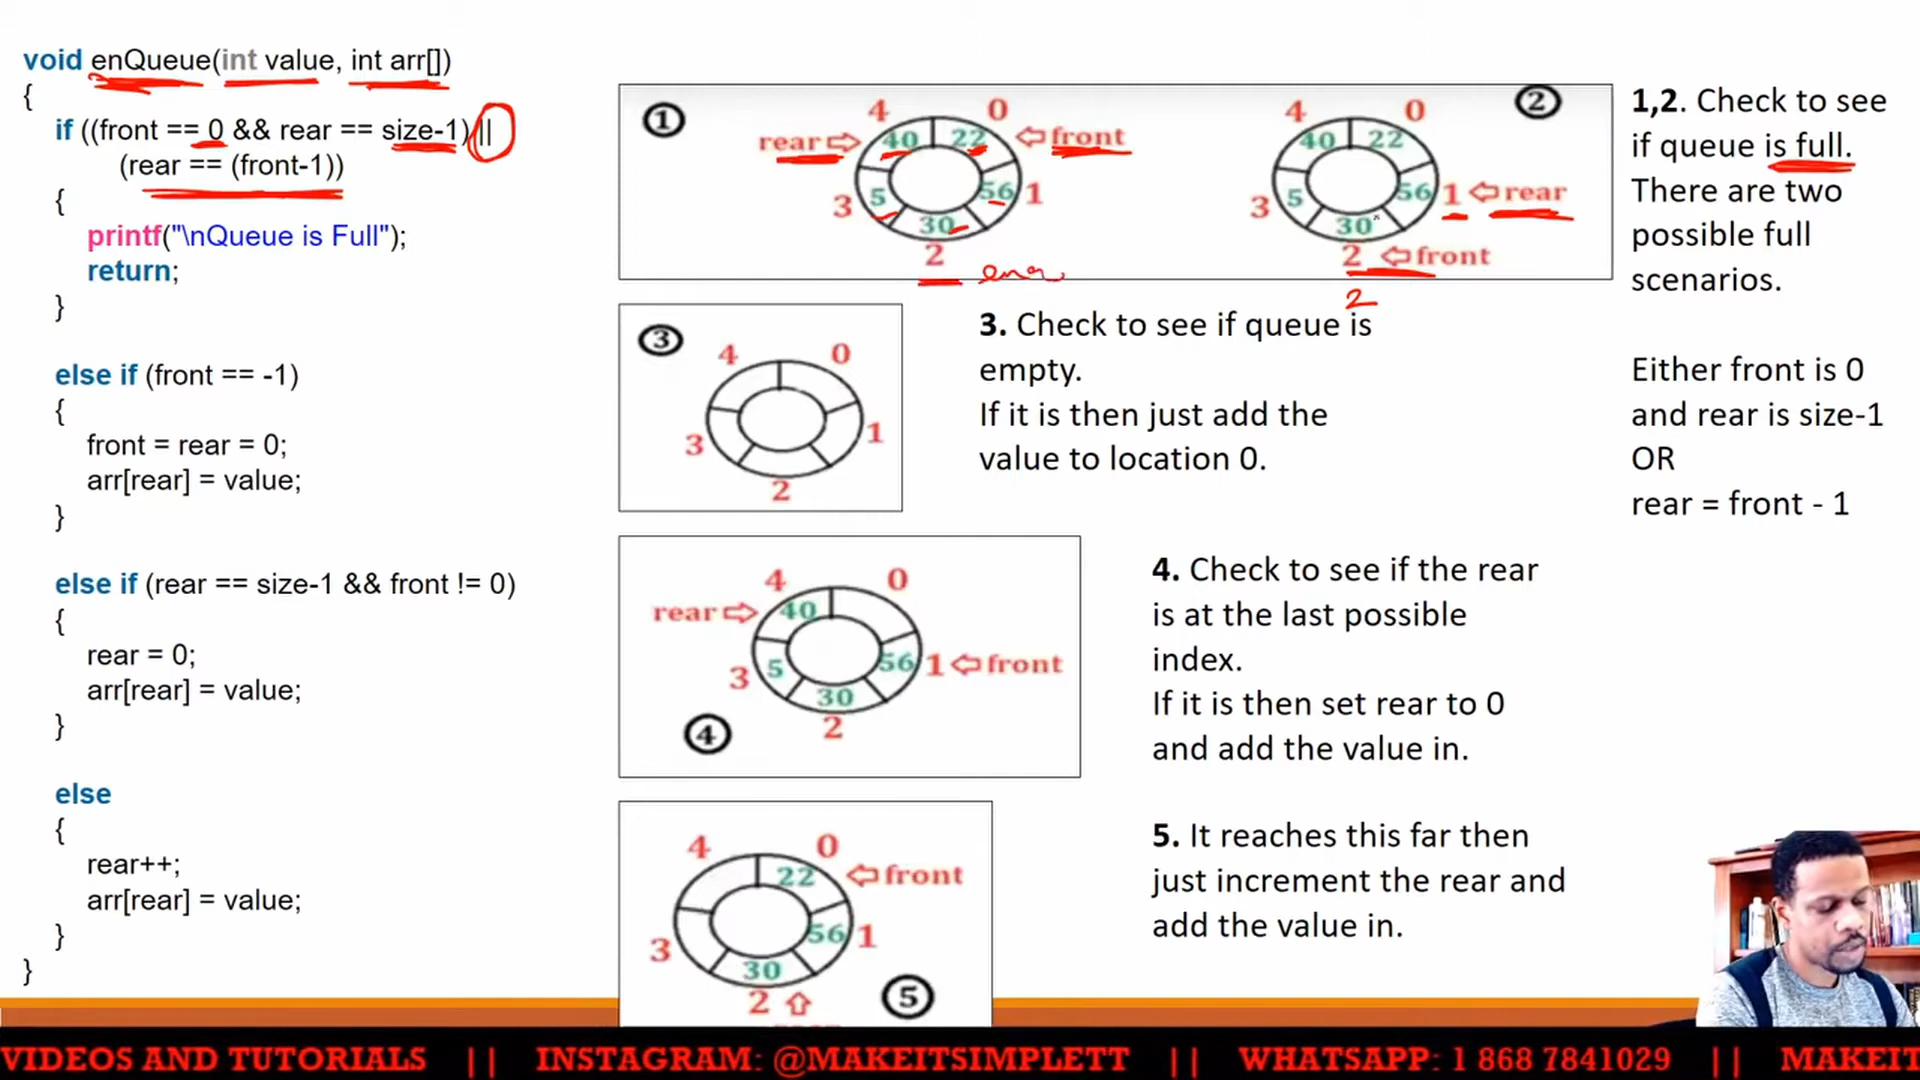 void enQueue(int value, int arr[])
{
if ((front == 0 && rear == size-1) ||
(rear == (front-1))
{
printf("\nQueue is Full");
return;
}
else if (front == -1)
{
front = rear = 0;
arr[rear] = value;
}
else if (rear == size-1 && front != 0)
{
rear = 0;
arr[rear] = value;
}
else
{
rear++;
arr[rear] = value;
}
}
1
4 0
rear 40 22 front
3 5 56 1
30
2
enq
2
4 0
40 22
3 5 56 1 rear
30
2 front
2
1,2. Check to see
if queue is full.
There are two
possible full
scenarios.
Either front is 0
and rear is size-1
OR
rear = front - 1
3
4 0
3 1
2
3. Check to see if queue is
empty.
If it is then just add the
value to location 0.
4 0
rear 40
3 5 56 1 front
30
4 2
4. Check to see if the rear
is at the last possible
index.
If it is then set rear to 0
and add the value in.
4 0
22 front
3 56 1
30
2 5
5. It reaches this far then
just increment the rear and
add the value in.
VIDEOS AND TUTORIALS || INSTAGRAM: @MAKEITSIMPLETT || WHATSAPP: 1 868 7841029 || MAKEIT